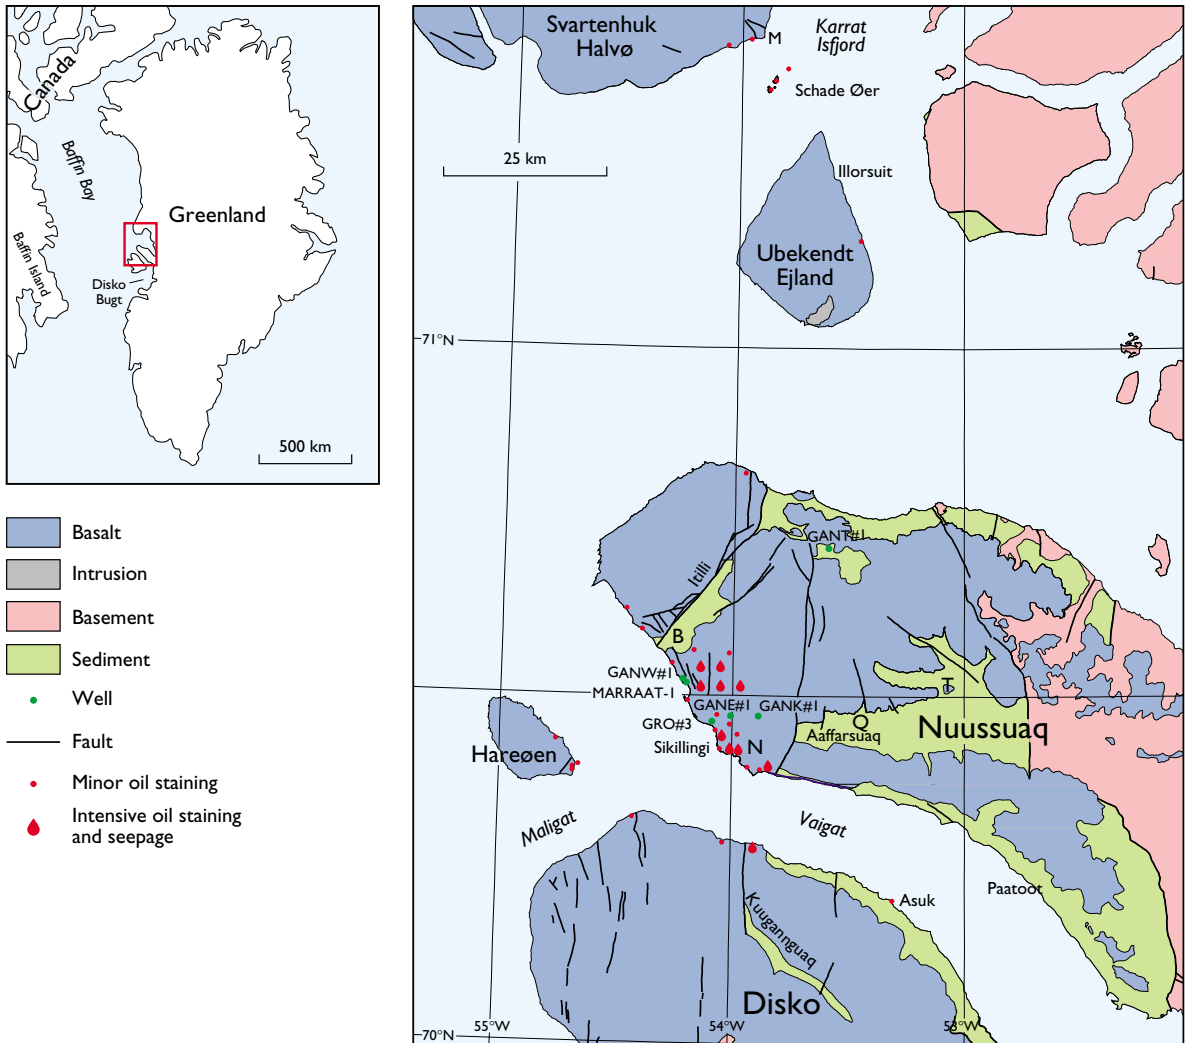 Canada
Baffin Bay
Greenland
Baffin Island
Disko
Bugt
500 km
Basalt
Intrusion
Basement
Sediment
Well
Fault
Minor oil staining
Intensive oil staining
and seepage
Svartenhuk
Halvø
M
Karrat
Isfjord
Schade Øer
25 km
Illorsuit
Ubekendt
Ejland
71°N
GANT#1
Itilli
B
GANW#1
MARRAAT-1
GANE#1
GANK#1
GRO#3
Sikillingi
N
T
Q
Aaffarsuaq
Nuussuaq
Hareøen
Maligat
Vaigat
Paatoot
Asuk
Kuugannguaq
Disko
70°N
55°W
54°W
53°W